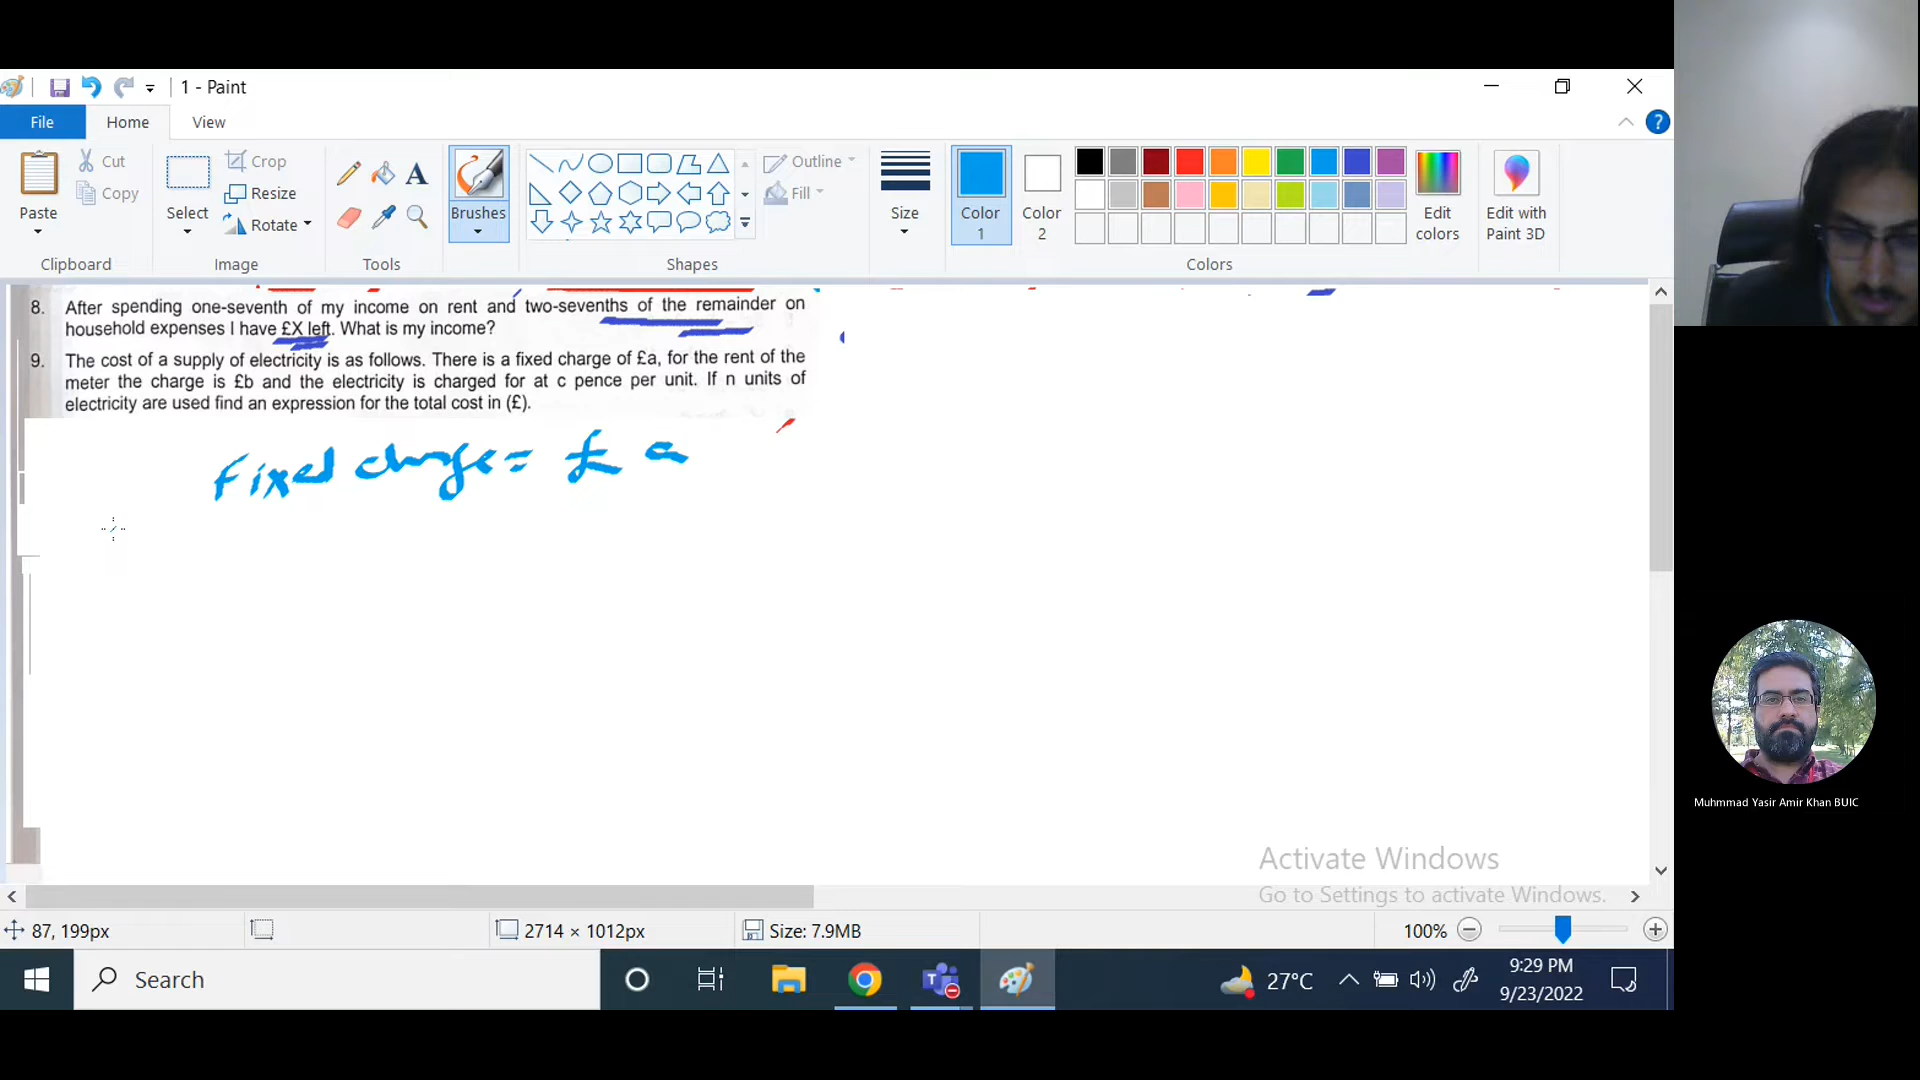 1 - Paint
File Home View
Paste Cut Copy Clipboard
Select Crop Resize Rotate Image
Tools
Brushes
Shapes
Outline Fill
Size
Color 1
Color 2
Edit colors
Edit with Paint 3D
Colors
8. After spending one-seventh of my income on rent and two-sevenths of the remainder on
household expenses I have £X left. What is my income?
9. The cost of a supply of electricity is as follows. There is a fixed charge of £a, for the rent of the
meter the charge is £b and the electricity is charged for at c pence per unit. If n units of
electricity are used find an expression for the total cost in (£).
Fixed charge = £ a
Muhmmad Yasir Amir Khan BUIC
Activate Windows
Go to Settings to activate Windows.
87, 199px 2714 × 1012px Size: 7.9MB 100%
Search 27°C 9:29 PM
9/23/2022